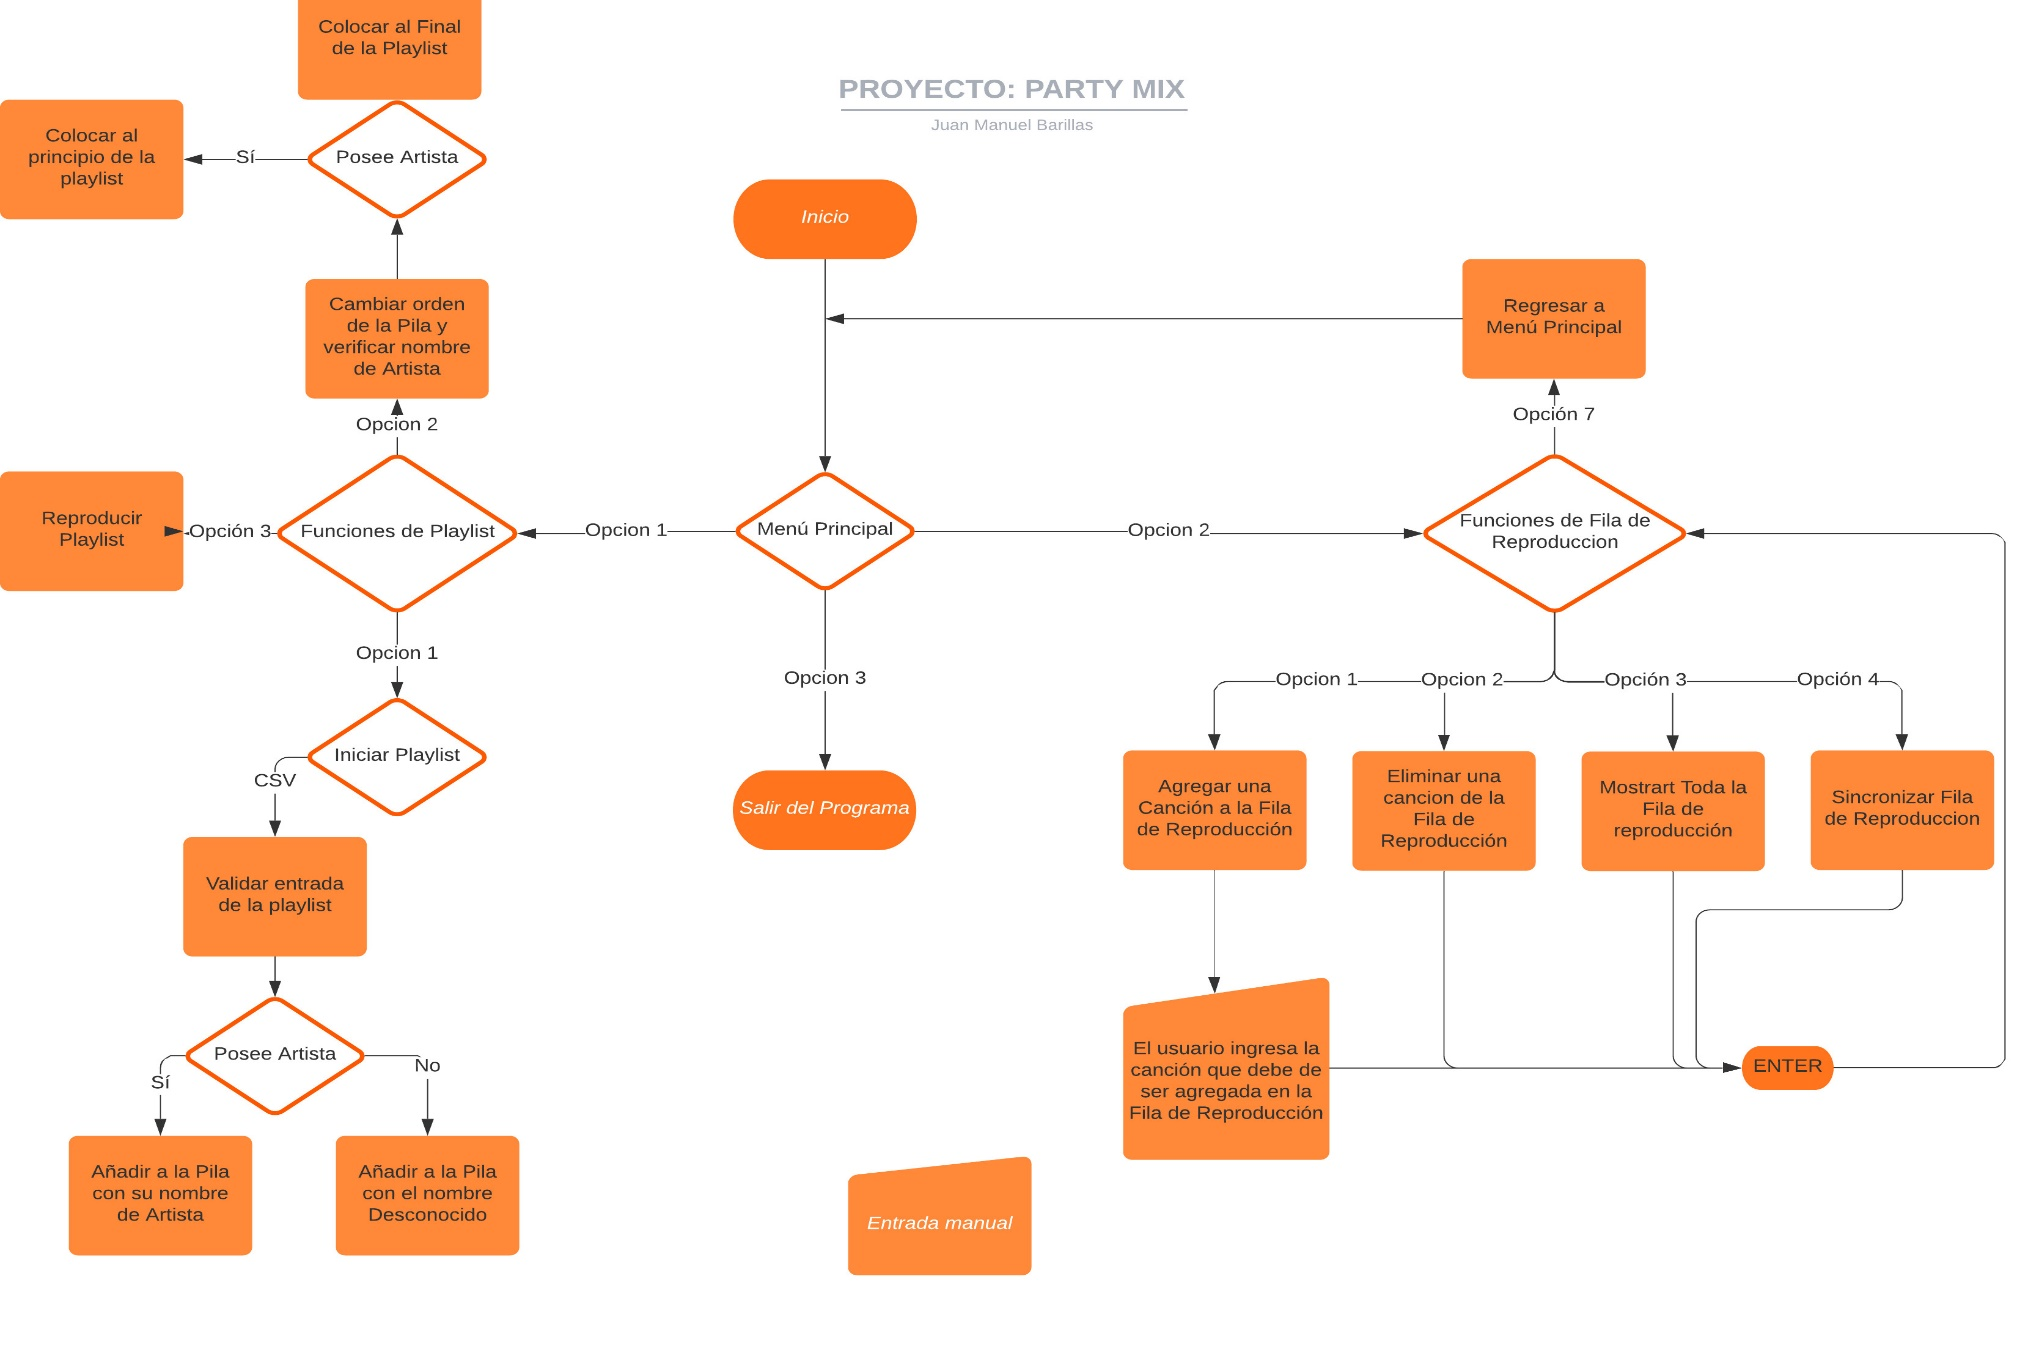 Colocar al Final
de la Playlist
PROYECTO: PARTY MIX
Juan Manuel Barillas
Colocar al
principio de la
playlist
Sí
Posee Artista
Inicio
Cambiar orden
de la Pila y
verificar nombre
de Artista
Regresar a
Menú Principal
Opcion 2
Opción 7
Reproducir
Playlist
Opción 3
Funciones de Playlist
Opcion 1
Menú Principal
Opcion 2
Funciones de Fila de
Reproduccion
Opcion 1
Opcion 3
Opcion 1
Opcion 2
Opción 3
Opción 4
Iniciar Playlist
CSV
Salir del Programa
Agregar una
Canción a la Fila
de Reproducción
Eliminar una
cancion de la
Fila de
Reproducción
Mostrart Toda la
Fila de
reproducción
Sincronizar Fila
de Reproduccion
Validar entrada
de la playlist
Posee Artista
Sí
No
El usuario ingresa la
canción que debe de
ser agregada en la
Fila de Reproducción
ENTER
Añadir a la Pila
con su nombre
de Artista
Añadir a la Pila
con el nombre
Desconocido
Entrada manual